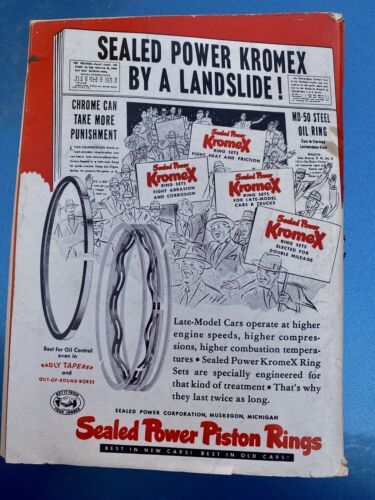 SEALED POWER KROMEX
BY A LANDSLIDE!
CHROME CAN
TAKE MORE
PUNISHMENT
MD-50 STEEL
OIL RING
Sealed Power
KromeX
RING SETS
FIGHT, HEAT AND FRICTION
Sealed Power
KromeX
RING SETS
FIGHT ABRASION
AND CORROSION
Sealed Power
KromeX
RING SETS
FOR LATE-MODEL
CARS & TRUCKS
Sealed Power
KromeX
RING SETS
ELECTED FOR
DOUBLE MILEAGE
Best For Oil Control
even in
BADLY TAPERED
and
OUT-OF-ROUND BORES
Late-Model Cars operate at higher
engine speeds, higher compres-
sions, higher combustion tempera-
tures • Sealed Power KromeX Ring
Sets are specially engineered for
that kind of treatment • That's why
they last twice as long.
GET IT FROM
YOUR JOBBER
SEALED POWER CORPORATION, MUSKEGON, MICHIGAN
Sealed Power Piston Rings
BEST IN NEW CARS! BEST IN OLD CARS!